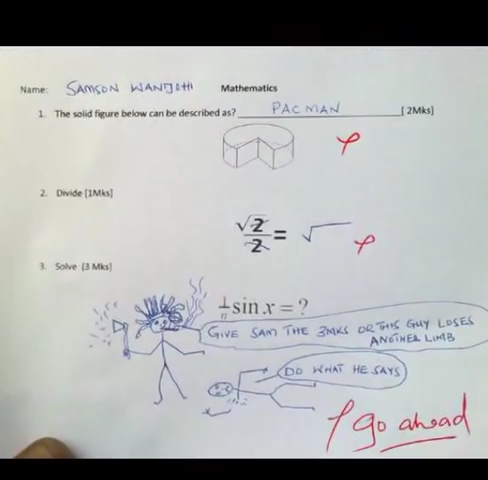 Name: SAMSON WANJOHI Mathematics
1. The solid figure below can be described as? PACMAN [2Mks]
2. Divide [1Mks]
√2/2 = √
3. Solve (3 Mks)
1/n sin x = ?
GIVE SAM THE 3MKS OR THIS GUY LOSES
ANOTHER LIMB
DO WHAT HE SAYS
go ahead